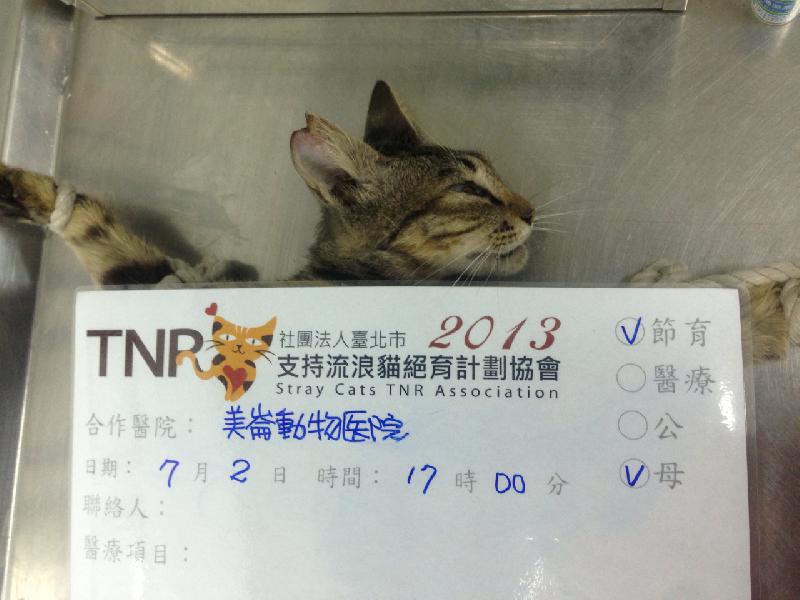 TNR 社團法人臺北市 2013
支持流浪貓絕育計劃協會
Stray Cats TNR Association
合作醫院：美崙動物医院
日期：7月2日 時間：17時00分
聯絡人：
醫療項目：
V 節育
醫療
公
V 母